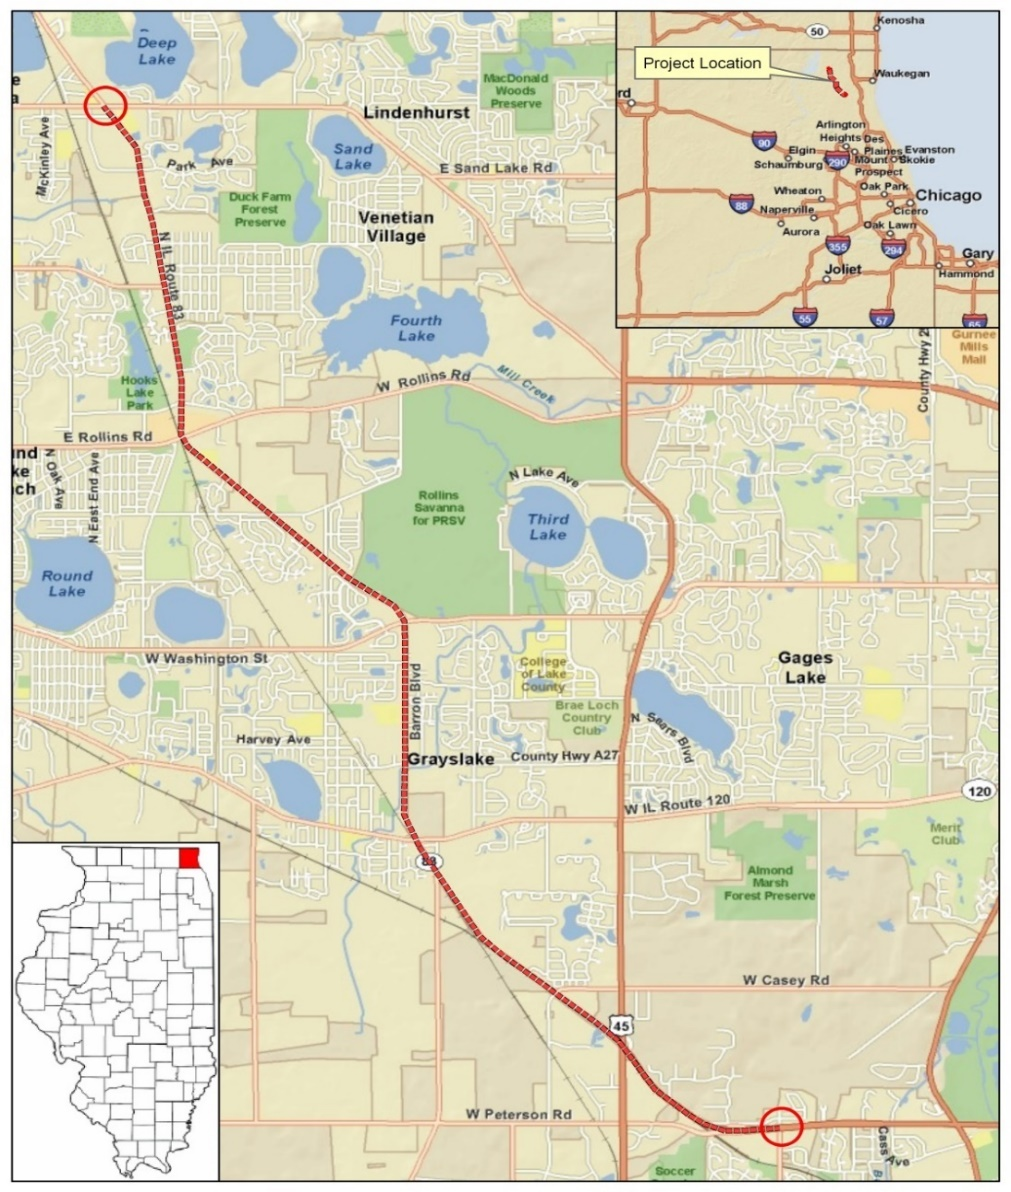 Deep
Lake
MacDonald
Woods
Preserve
Lindenhurst
McKinley Ave
Park Ave
Sand
Lake
E Sand Lake Rd
Duck Farm
Forest
Preserve
Venetian
Village
N IL Route 83
Fourth
Lake
Hooks
Lake
Park
W Rollins Rd
Mill Creek
E Rollins Rd
N Oak Ave
N East End Ave
N Lake Ave
Rollins
Savanna
for PRSV
Third
Lake
Round
Lake
W Washington St
Barron Blvd
College
of Lake
County
Gages
Lake
Brae Loch
Country
Club
N Sears Blvd
Harvey Ave
Grayslake
County Hwy A27
W IL Route 120
120
83
Merit
Club
Almond
Marsh
Forest Preserve
W Casey Rd
45
W Peterson Rd
Cass Ave
Soccer
Project Location
50
Kenosha
Waukegan
rd
Arlington
Heights
Des
Plaines
90
Elgin
Schaumburg
290
Mount
Prospect
Evanston
Skokie
Wheaton
Oak Park
Chicago
88
Naperville
Cicero
Aurora
Oak Lawn
355
294
Gary
Joliet
Hammond
55
57
65
Gurnee
Mills
Mall
County Hwy 2